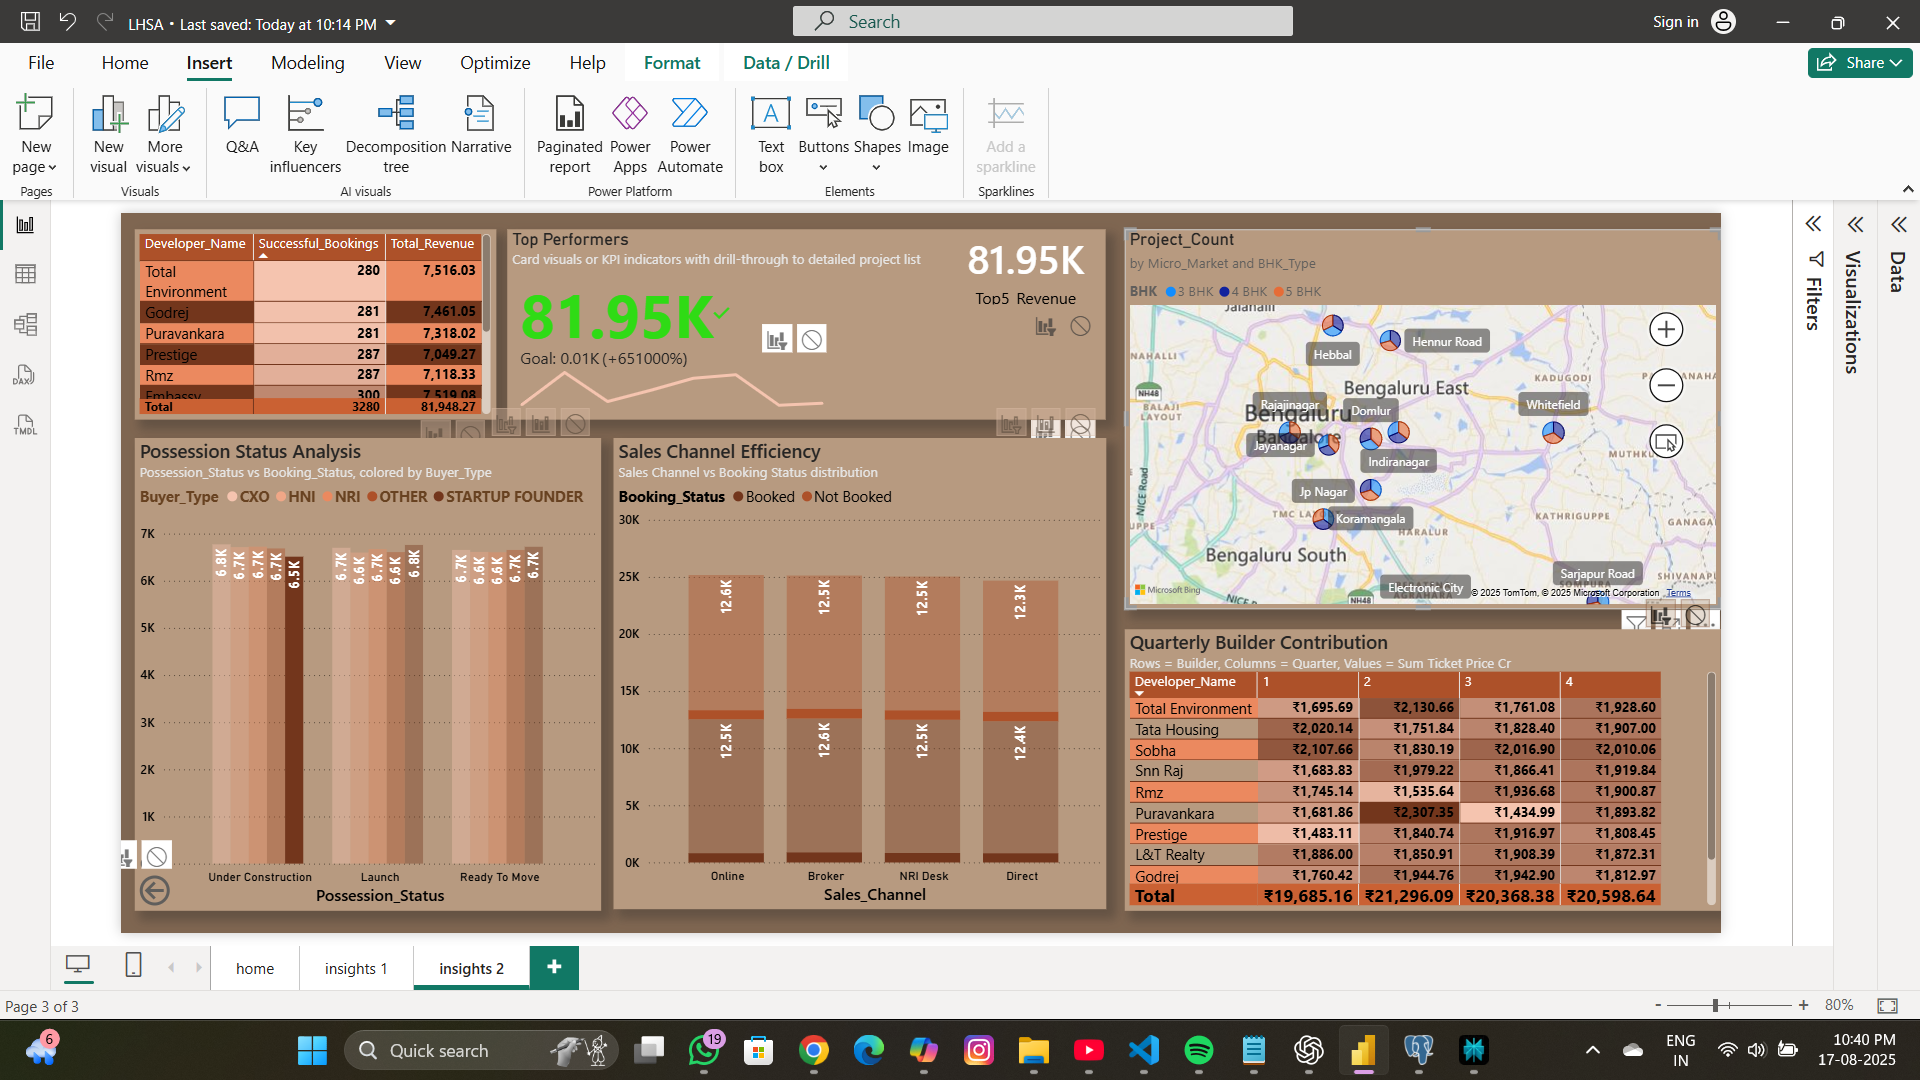 LHSA • Last saved: Today at 10:14 PM
Search
Sign in
File Home Insert Modeling View Optimize Help Format Data / Drill
Share
New page
New visual
More visuals
Q&A
Key influencers
Decomposition tree
Narrative
Paginated report
Power Apps
Power Automate
Text box
Buttons
Shapes
Image
Add a sparkline
Pages
Visuals
AI visuals
Power Platform
Elements
Sparklines
Developer_Name Successful_Bookings Total_Revenue
Total Environment 280 7,516.03
Godrej 281 7,461.05
Puravankara 281 7,318.02
Prestige 287 7,049.27
Rmz 287 7,118.33
Embassy 300 7,519.08
Total 3280 81,948.27
Top Performers
Card visuals or KPI indicators with drill-through to detailed project list
81.95K
Goal: 0.01K (+651000%)
81.95K
Top5 Revenue
Project_Count
by Micro_Market and BHK_Type
BHK 3 BHK 4 BHK 5 BHK
Jalahalli
NAHALLI
Hebbal
Hennur Road
Bengaluru East
KADUGODI
NH48
BALAJI LAYOUT
Rajajinagar
Bengaluru
Domlur
Whitefield
Jayanagar
Indiranagar
Jp Nagar
Koramangala
KATHRIGUPPE
HARALUR
NICE Road
Bengaluru South
Sarjapur Road
Electronic City
NH48
Microsoft Bing
© 2025 TomTom, © 2025 Microsoft Corporation Terms
Possession Status Analysis
Possession_Status vs Booking_Status, colored by Buyer_Type
Buyer_Type CXO HNI NRI OTHER STARTUP FOUNDER
7K
6K
5K
4K
3K
2K
1K
6.8K 6.7K 6.7K 6.7K 6.5K
6.7K 6.6K 6.7K 6.6K 6.8K
6.7K 6.6K 6.6K 6.7K 6.7K
Under Construction Launch Ready To Move
Possession_Status
Sales Channel Efficiency
Sales Channel vs Booking Status distribution
Booking_Status Booked Not Booked
30K
25K
20K
15K
10K
5K
0K
12.6K 12.5K 12.5K 12.3K
12.5K 12.6K 12.5K 12.4K
Online Broker NRI Desk Direct
Sales_Channel
Quarterly Builder Contribution
Rows = Builder, Columns = Quarter, Values = Sum Ticket Price Cr
Developer_Name 1 2 3 4
Total Environment ₹1,695.69 ₹2,130.66 ₹1,761.08 ₹1,928.60
Tata Housing ₹2,020.14 ₹1,751.84 ₹1,828.40 ₹1,907.00
Sobha ₹2,107.66 ₹1,830.19 ₹2,016.90 ₹2,010.06
Snn Raj ₹1,683.83 ₹1,979.22 ₹1,866.41 ₹1,919.84
Rmz ₹1,745.14 ₹1,535.64 ₹1,936.68 ₹1,900.87
Puravankara ₹1,681.86 ₹2,307.35 ₹1,434.99 ₹1,893.82
Prestige ₹1,483.11 ₹1,840.74 ₹1,916.97 ₹1,808.45
L&T Realty ₹1,886.00 ₹1,850.91 ₹1,908.39 ₹1,872.31
Godrej ₹1,760.42 ₹1,944.76 ₹1,942.90 ₹1,812.97
Total ₹19,685.16 ₹21,296.09 ₹20,368.38 ₹20,598.64
Filters
Visualizations
Data
DAX
TMDL
home
insights 1
insights 2
Page 3 of 3
80%
6
Quick search
19
ENG
IN
10:40 PM
17-08-2025